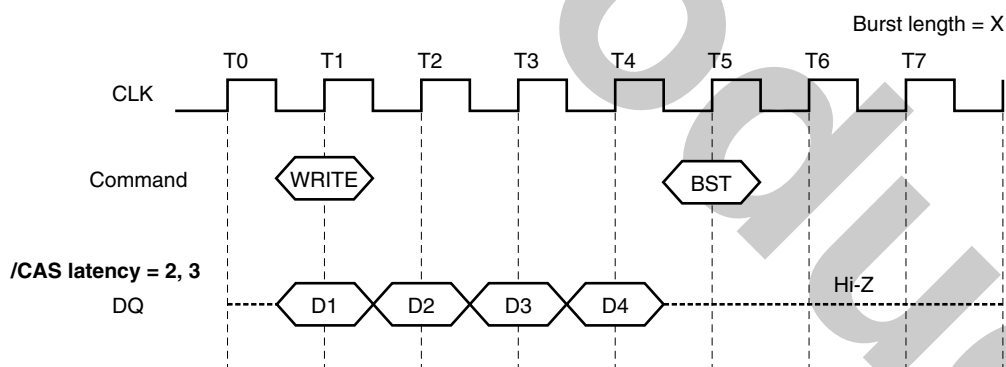 Burst length = X
T0 T1 T2 T3 T4 T5 T6 T7
CLK
Command WRITE BST
/CAS latency = 2, 3
DQ D1 D2 D3 D4 Hi-Z